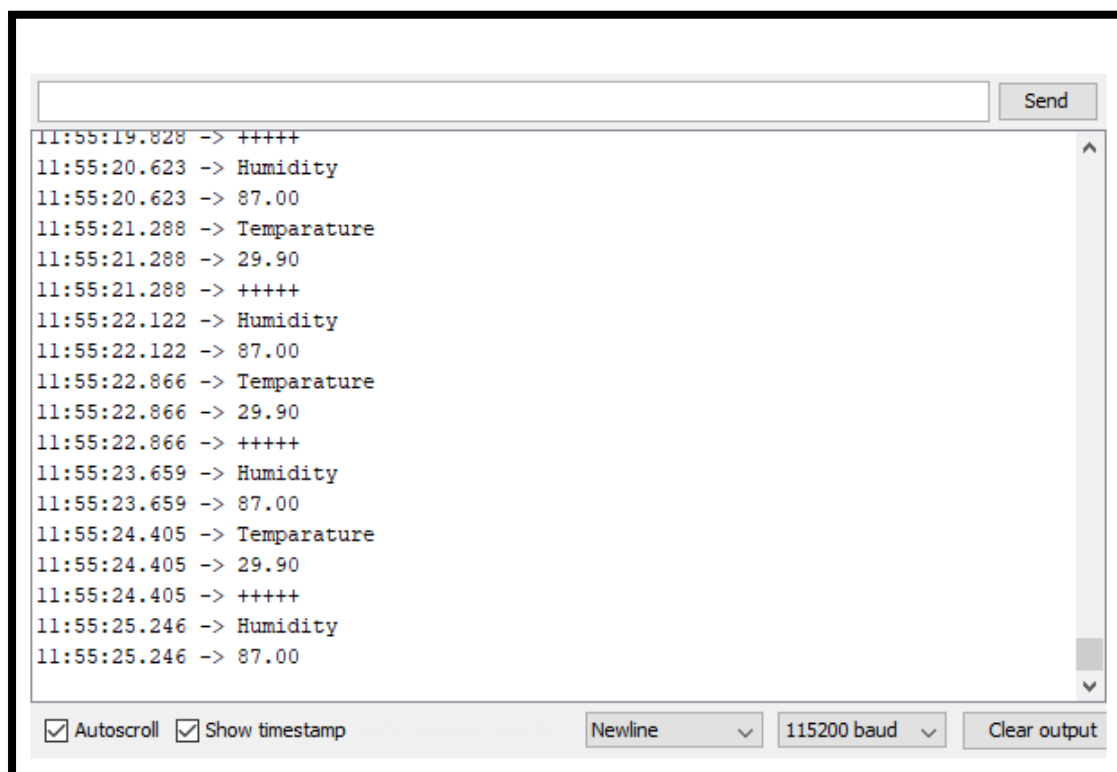 Send
11:55:19.828 -> +++++
11:55:20.623 -> Humidity
11:55:20.623 -> 87.00
11:55:21.288 -> Temparature
11:55:21.288 -> 29.90
11:55:21.288 -> +++++
11:55:22.122 -> Humidity
11:55:22.122 -> 87.00
11:55:22.866 -> Temparature
11:55:22.866 -> 29.90
11:55:22.866 -> +++++
11:55:23.659 -> Humidity
11:55:23.659 -> 87.00
11:55:24.405 -> Temparature
11:55:24.405 -> 29.90
11:55:24.405 -> +++++
11:55:25.246 -> Humidity
11:55:25.246 -> 87.00
Autoscroll Show timestamp Newline 115200 baud Clear output